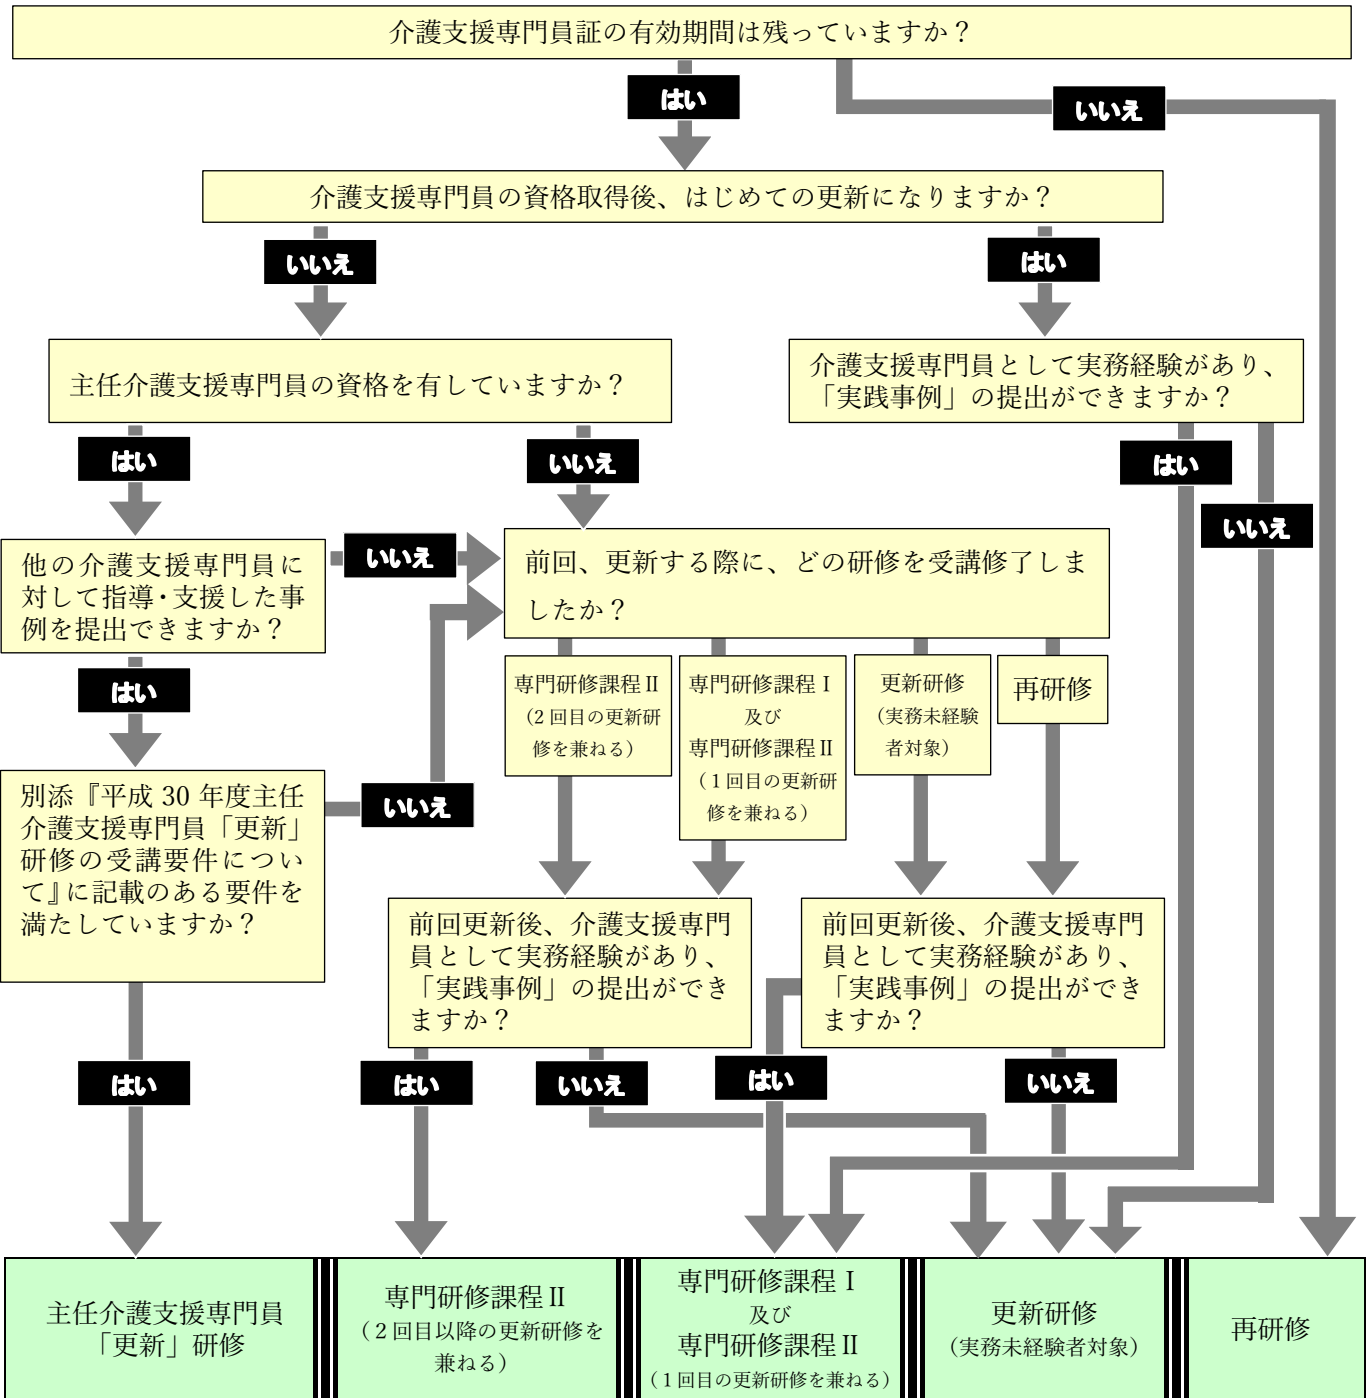 介護支援専門員証の有効期間は残っていますか？
はい
いいえ
介護支援専門員の資格取得後、はじめての更新になりますか？
いいえ
はい
主任介護支援専門員の資格を有していますか？
介護支援専門員として実務経験があり、
「実践事例」の提出ができますか？
はい
いいえ
はい
いいえ
他の介護支援専門員に
対して指導・支援した事
例を提出できますか？
いいえ
前回、更新する際に、どの研修を受講修了しま
したか？
はい
専門研修課程Ⅱ
（2 回目の更新研
修を兼ねる）
専門研修課程Ⅰ
及び
専門研修課程Ⅱ
（１回目の更新研
修を兼ねる）
更新研修
（実務未経験
者対象）
再研修
別添『平成 30 年度主任
介護支援専門員「更新」
研修の受講要件につい
て』に記載のある要件を
満たしていますか？
いいえ
前回更新後、介護支援専門
員として実務経験があり、
「実践事例」の提出ができ
ますか？
前回更新後、介護支援専門
員として実務経験があり、
「実践事例」の提出ができ
ますか？
はい
はい
いいえ
はい
いいえ
主任介護支援専門員
「更新」研修
専門研修課程Ⅱ
（２回目以降の更新研修を
兼ねる）
専門研修課程Ⅰ
及び
専門研修課程Ⅱ
（１回目の更新研修を兼ねる）
更新研修
（実務未経験者対象）
再研修